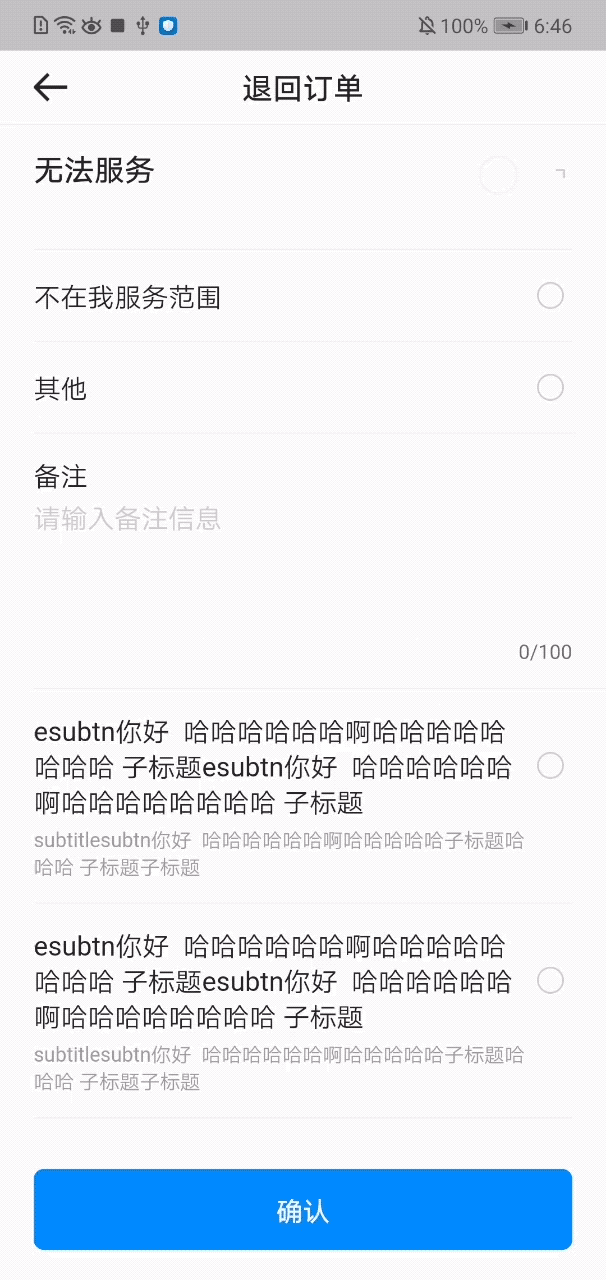 100% 6:46
退回订单
无法服务
不在我服务范围
其他
备注
请输入备注信息
0/100
esubtn你好  哈哈哈哈哈哈啊哈哈哈哈哈
哈哈哈 子标题esubtn你好  哈哈哈哈哈哈
啊哈哈哈哈哈哈哈哈 子标题
subtitlesubtn你好  哈哈哈哈哈哈啊哈哈哈哈哈子标题哈
哈哈 子标题子标题
esubtn你好  哈哈哈哈哈哈啊哈哈哈哈哈
哈哈哈 子标题esubtn你好  哈哈哈哈哈哈
啊哈哈哈哈哈哈哈哈 子标题
subtitlesubtn你好  哈哈哈哈哈哈啊哈哈哈哈哈子标题哈
哈哈 子标题子标题
确认